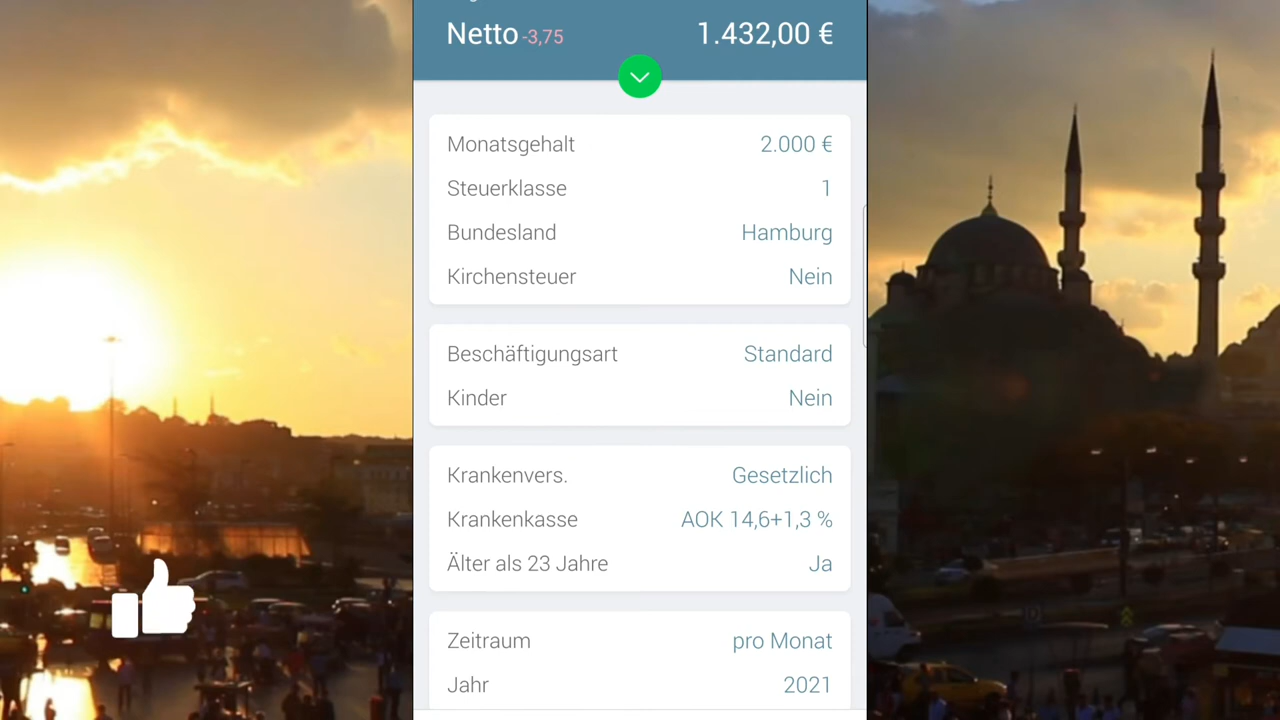 Netto -3,75 1.432,00 €
Monatsgehalt 2.000 €
Steuerklasse 1
Bundesland Hamburg
Kirchensteuer Nein
Beschäftigungsart Standard
Kinder Nein
Krankenvers. Gesetzlich
Krankenkasse AOK 14,6+1,3 %
Älter als 23 Jahre Ja
Zeitraum pro Monat
Jahr 2021